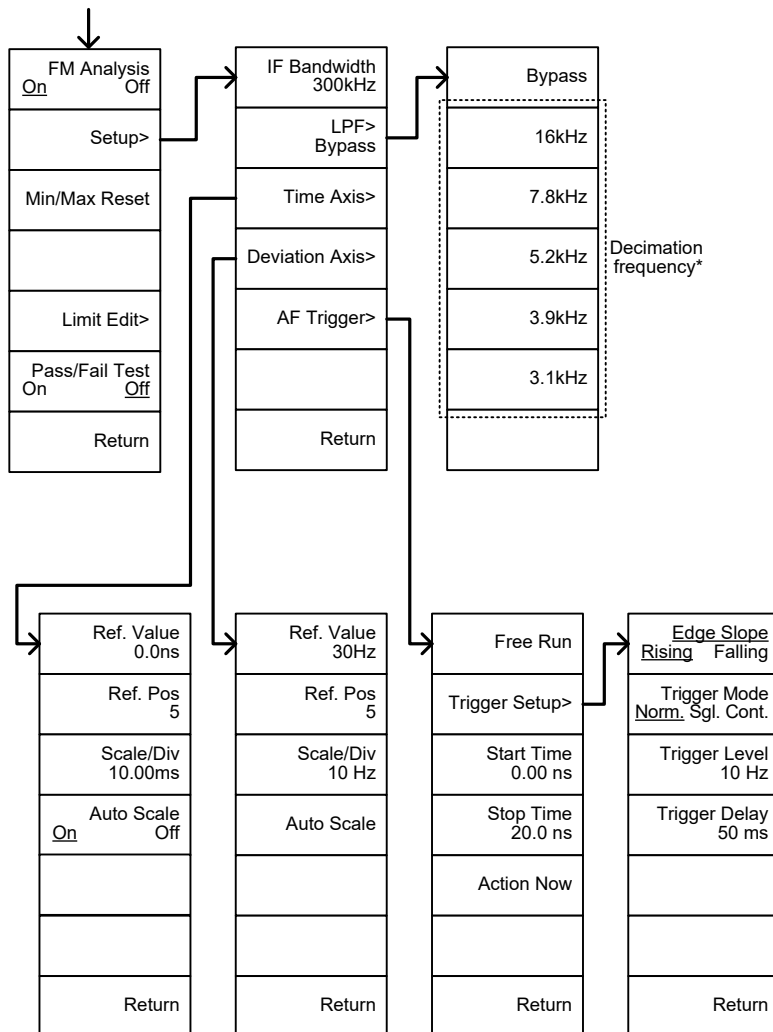 FM Analysis
On Off
Setup>
Min/Max Reset
Limit Edit>
Pass/Fail Test
On Off
Return
IF Bandwidth
300kHz
LPF>
Bypass
Time Axis>
Deviation Axis>
AF Trigger>
Return
Bypass
16kHz
7.8kHz
5.2kHz
3.9kHz
3.1kHz
Decimation
frequency*
Ref. Value
0.0ns
Ref. Pos
5
Scale/Div
10.00ms
Auto Scale
On Off
Return
Ref. Value
30Hz
Ref. Pos
5
Scale/Div
10 Hz
Auto Scale
Return
Free Run
Trigger Setup>
Start Time
0.00 ns
Stop Time
20.0 ns
Action Now
Return
Edge Slope
Rising Falling
Trigger Mode
Norm. Sgl. Cont.
Trigger Level
10 Hz
Trigger Delay
50 ms
Return